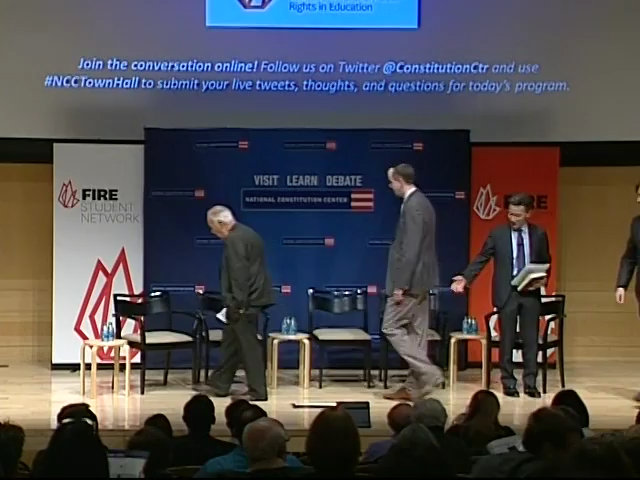 Rights in Education
Join the conversation online! Follow us on Twitter @ConstitutionCtr and use
#NCCTownHall to submit your live tweets, thoughts, and questions for today's program.
VISIT LEARN DEBATE
NATIONAL CONSTITUTION CENTER
FIRE
STUDENT
NETWORK
FIRE